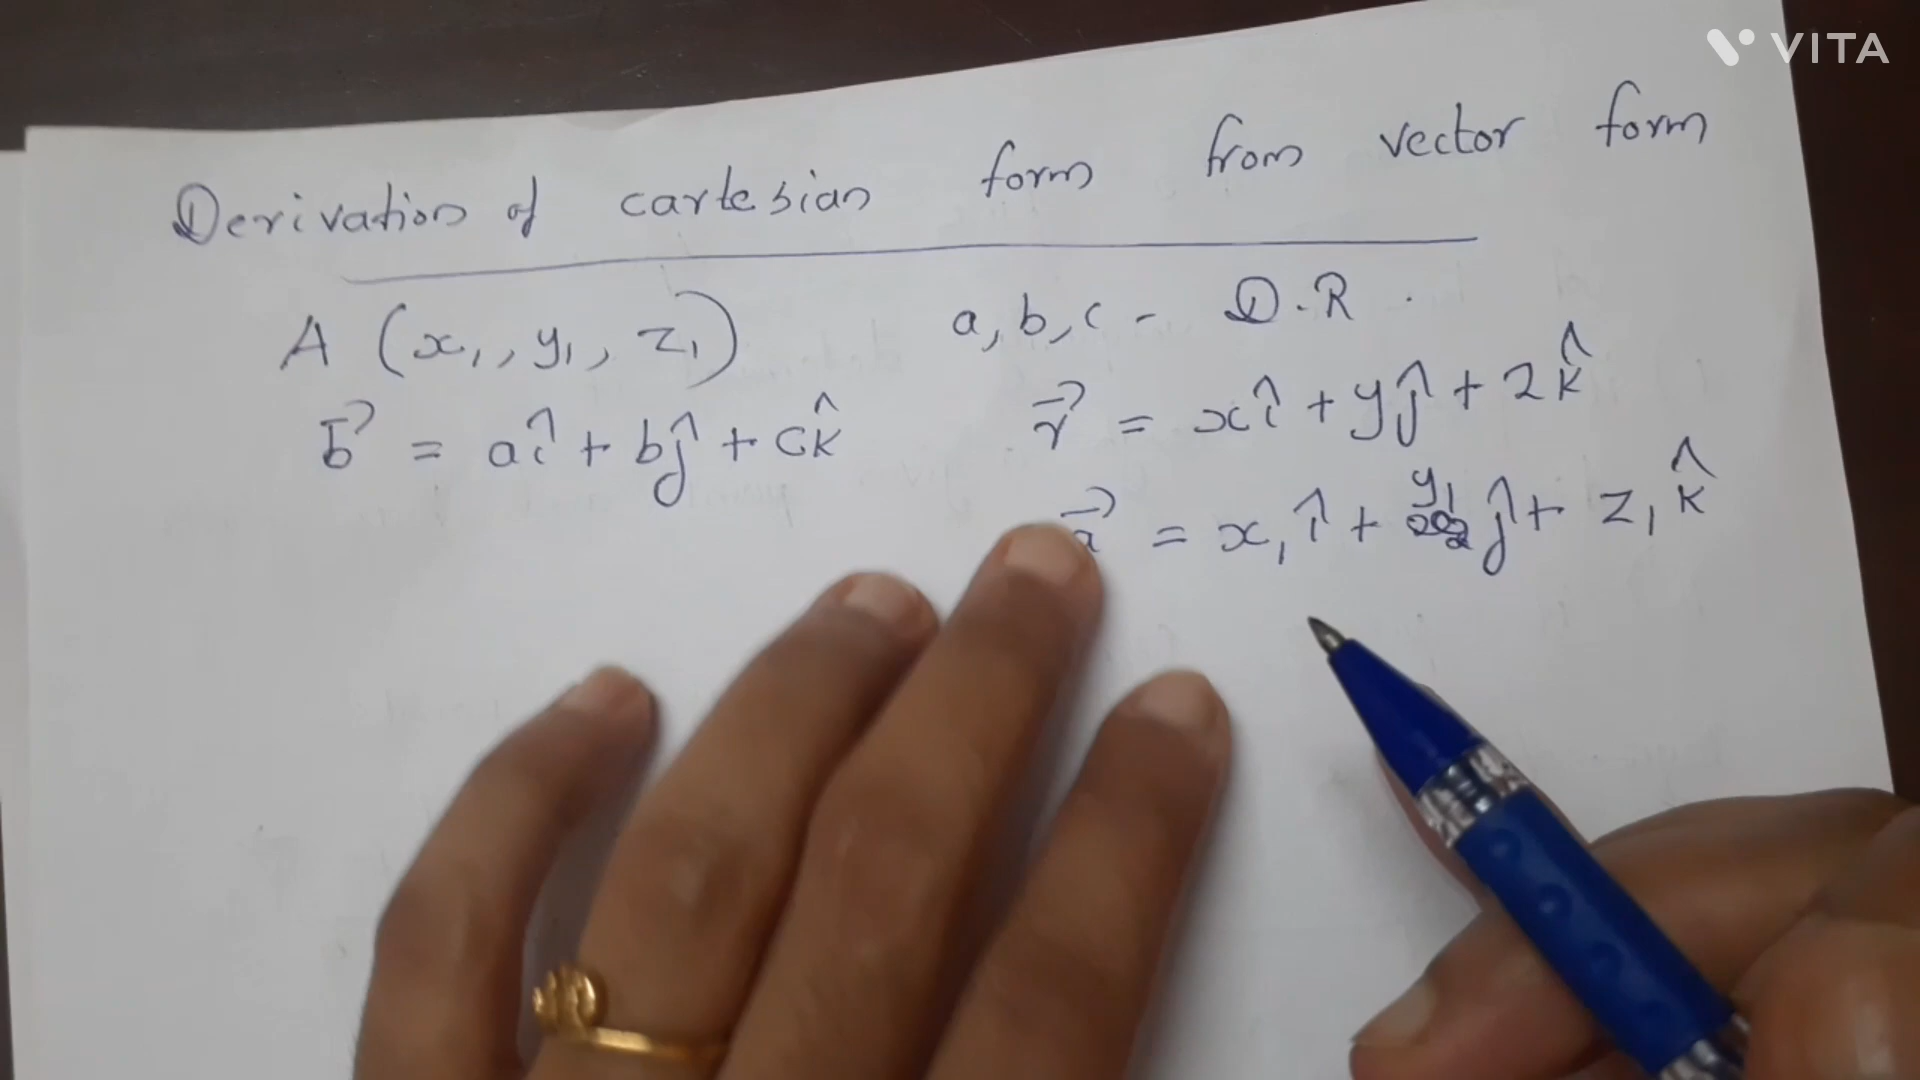 VITA
Derivation of cartesian form from vector form
A (x₁, y₁, z₁) a, b, c - D.R.
b⃗ = aî + bĵ + ck̂
r⃗ = xî + yĵ + zk̂
a⃗ = x₁î + y₁ĵ + z₁k̂